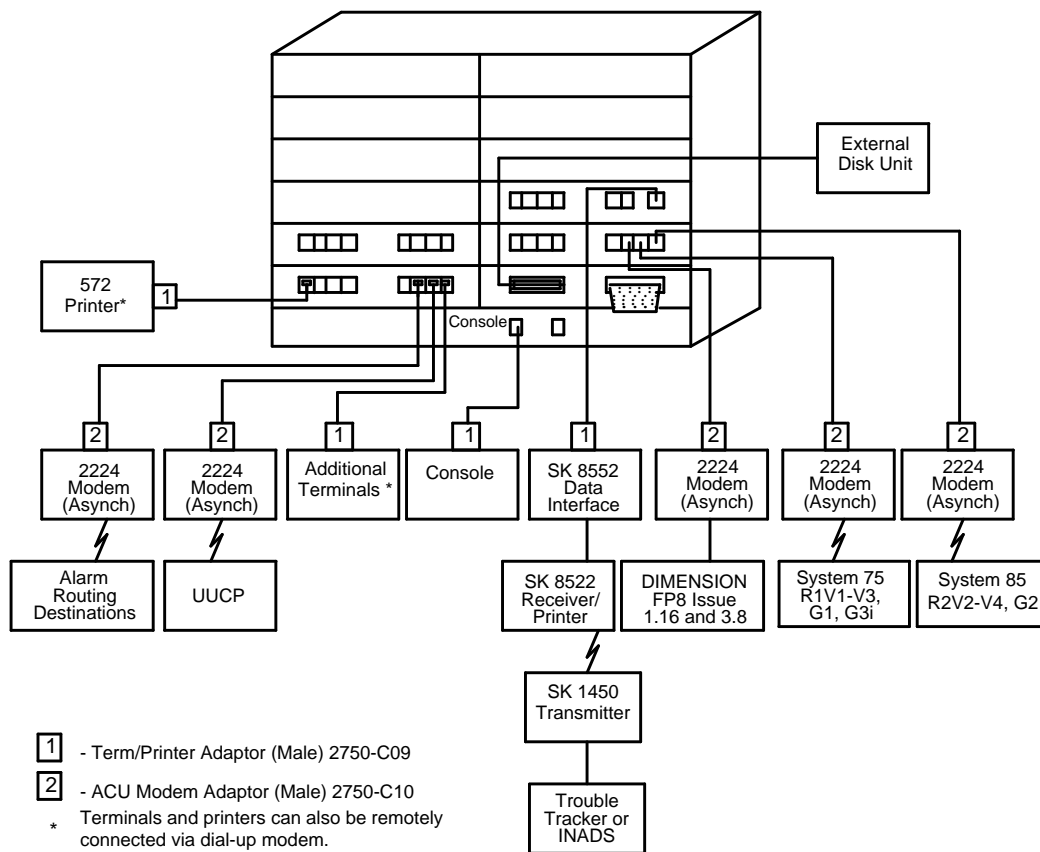 External
Disk Unit
572
Printer*
1
Console
2
2
1
1
1
2
2
2
2224
Modem
(Asynch)
2224
Modem
(Asynch)
Additional
Terminals *
Console
SK 8552
Data
Interface
2224
Modem
(Asynch)
2224
Modem
(Asynch)
2224
Modem
(Asynch)
Alarm
Routing
Destinations
UUCP
SK 8522
Receiver/
Printer
DIMENSION
FP8 Issue
1.16 and 3.8
System 75
R1V1-V3,
G1, G3i
System 85
R2V2-V4, G2
SK 1450
Transmitter
Trouble
Tracker or
INADS
1 - Term/Printer Adaptor (Male) 2750-C09
2 - ACU Modem Adaptor (Male) 2750-C10
* Terminals and printers can also be remotely
connected via dial-up modem.